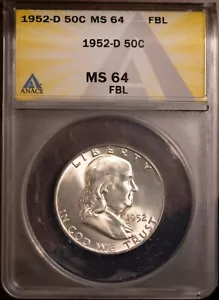 1952-D 50C MS 64 FBL
1952-D 50C
MS 64
FBL
ANACS
LIBERTY
1952
IN GOD WE TRUST